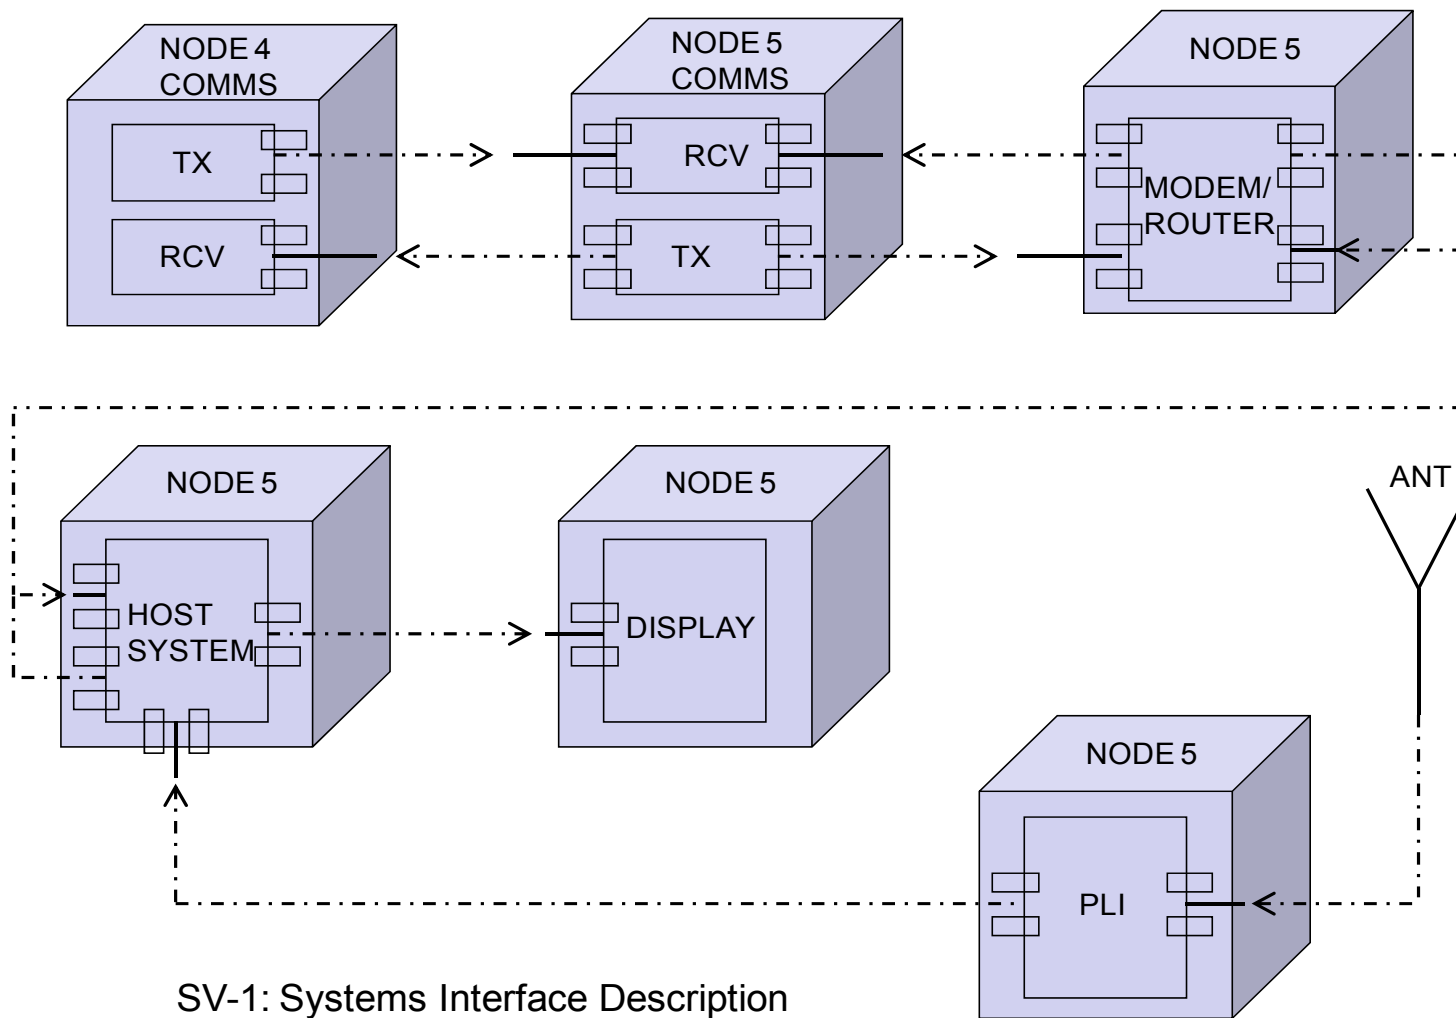 NODE 4
COMMS
TX
RCV
NODE 5
COMMS
RCV
TX
NODE 5
MODEM/
ROUTER
NODE 5
HOST
SYSTEM
NODE 5
DISPLAY
ANT
NODE 5
PLI
SV-1: Systems Interface Description